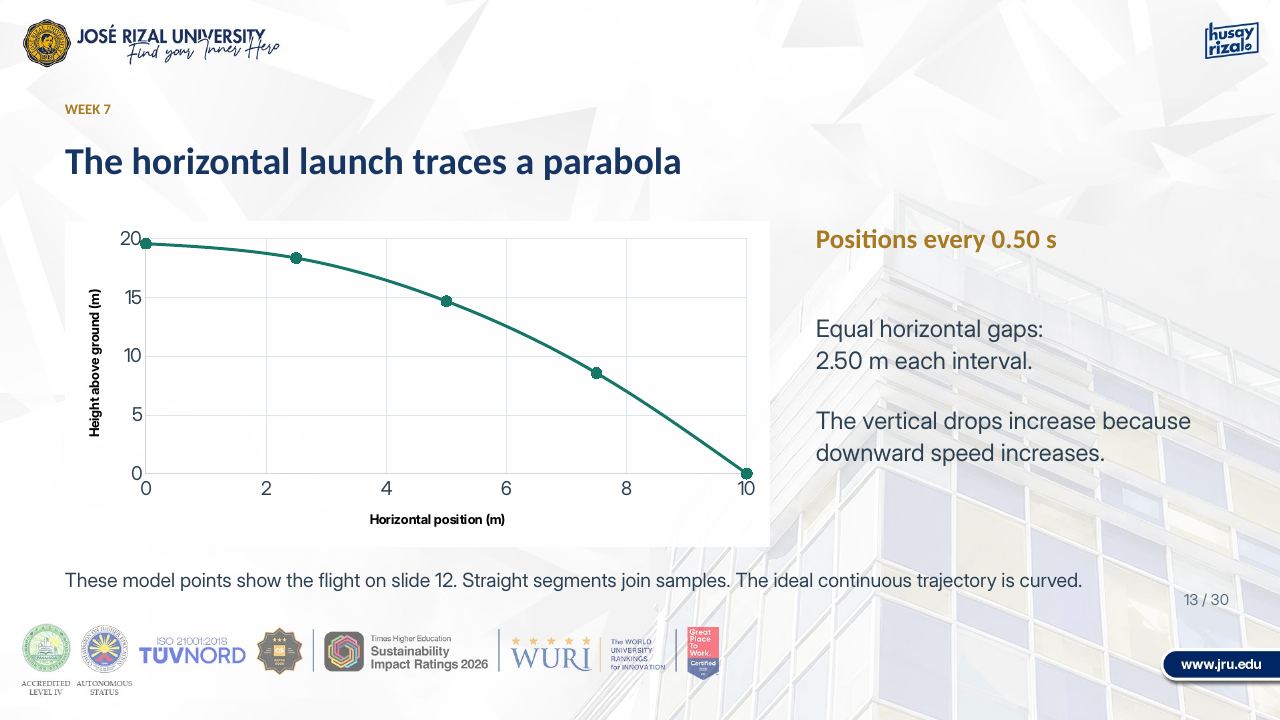 JOSÉ RIZAL UNIVERSITY
Find your Inner Hero
husay
rizal
WEEK 7
The horizontal launch traces a parabola
20
15
10
5
0
0 2 4 6 8 10
Height above ground (m)
Horizontal position (m)
Positions every 0.50 s
Equal horizontal gaps:
2.50 m each interval.
The vertical drops increase because
downward speed increases.
These model points show the flight on slide 12. Straight segments join samples. The ideal continuous trajectory is curved.
13 / 30
ACCREDITED
LEVEL IV
AUTONOMOUS
STATUS
ISO 21001:2018
TÜVNORD
Times Higher Education
Sustainability
Impact Ratings 2026
WURI
The WORLD
UNIVERSITY
RANKINGS
for INNOVATION
Great
Place
To
Work.
Certified
www.jru.edu